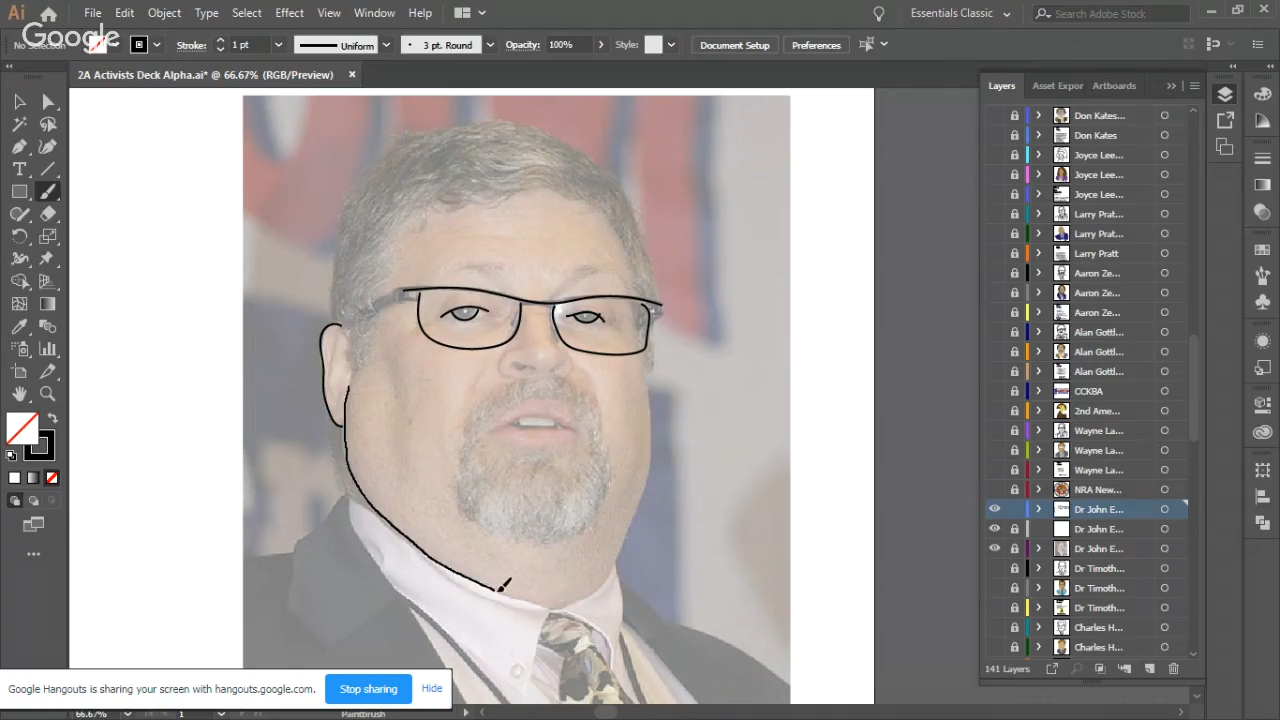 Ai File Edit Object Type Select Effect View Window Help Essentials Classic Search Adobe Stock
Google
No Selection Stroke: 1 pt Uniform 3 pt. Round Opacity: 100% Style: Document Setup Preferences
2A Activists Deck Alpha.ai* @ 66.67% (RGB/Preview)
Layers Asset Expor Artboards
Don Kates...
Don Kates
Joyce Lee...
Joyce Lee...
Joyce Lee...
Larry Prat...
Larry Prat...
Larry Pratt
Aaron Ze...
Aaron Ze...
Aaron Ze...
Alan Gottl...
Alan Gottl...
Alan Gottl...
CCKBA
2nd Ame...
Wayne La...
Wayne La...
Wayne La...
NRA New...
Dr John E...
Dr John E...
Dr John E...
Dr Timoth...
Dr Timoth...
Dr Timoth...
Charles H...
Charles H...
141 Layers
Google Hangouts is sharing your screen with hangouts.google.com. Stop sharing Hide
66.67% 1 Paintbrush